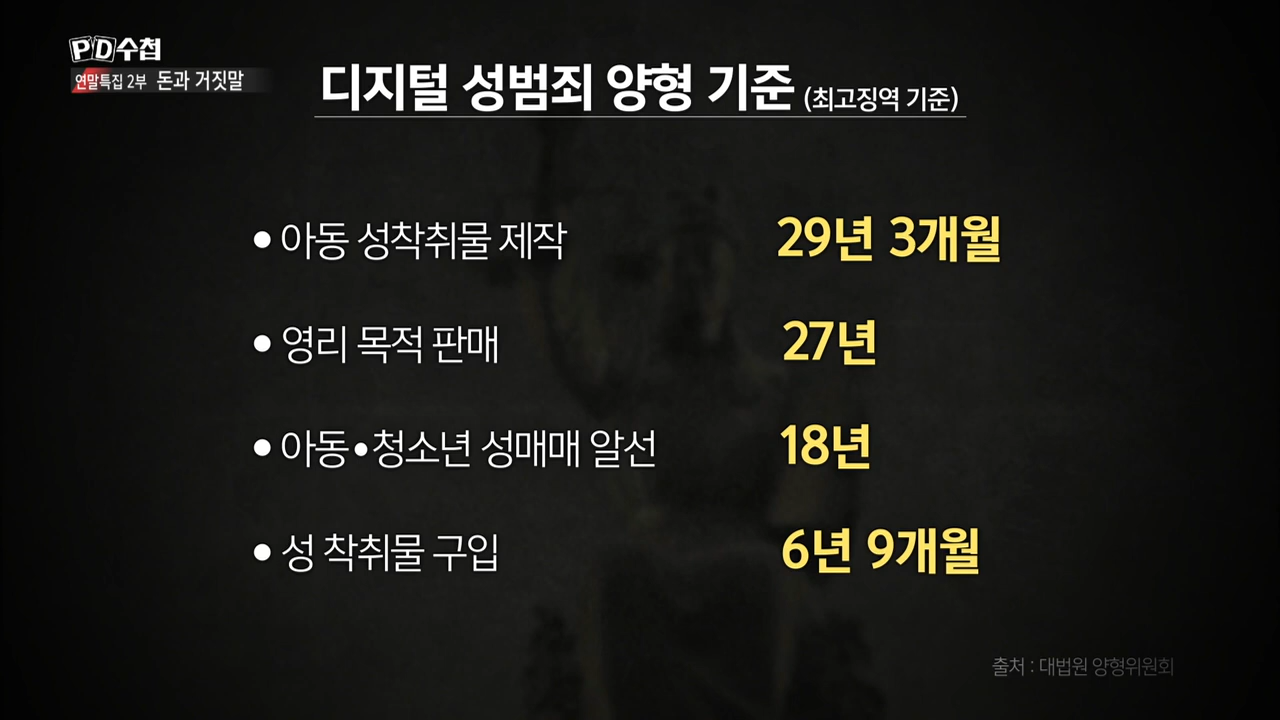 PD수첩
연말특집 2부 돈과 거짓말
디지털 성범죄 양형 기준 (최고징역 기준)
• 아동 성착취물 제작 29년 3개월
• 영리 목적 판매 27년
• 아동•청소년 성매매 알선 18년
• 성 착취물 구입 6년 9개월
출처 : 대법원 양형위원회